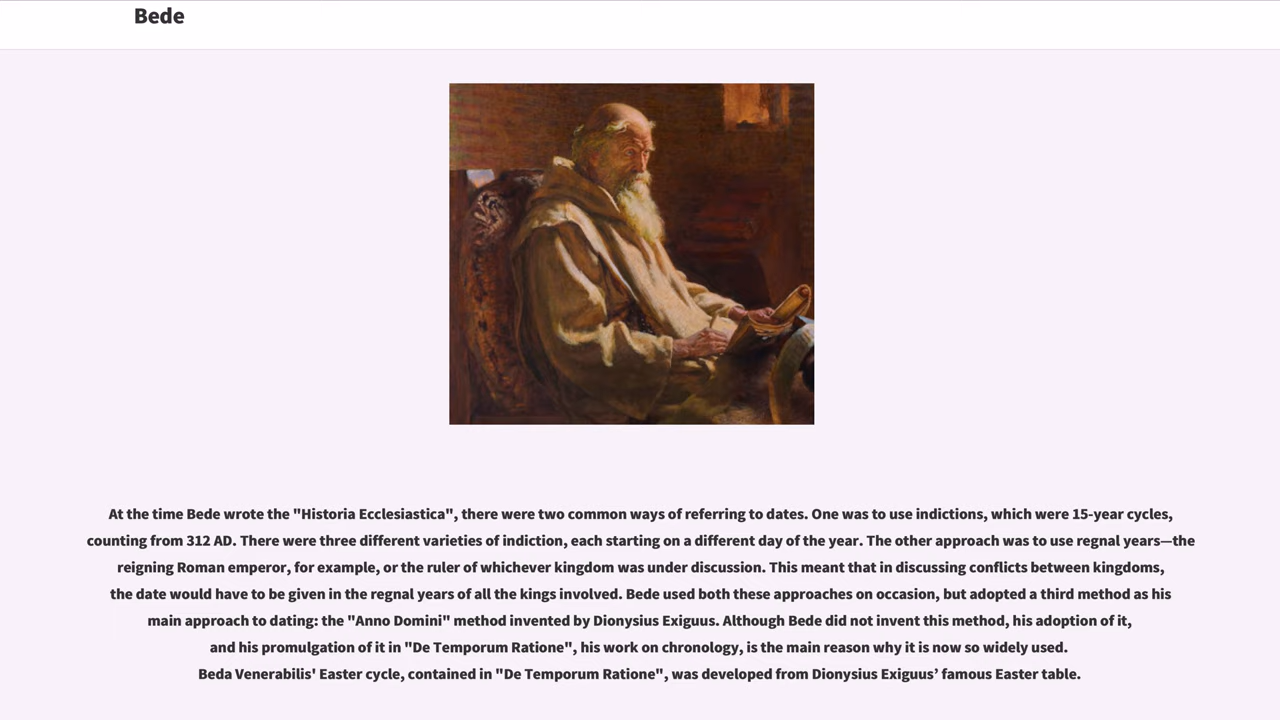 Bede
At the time Bede wrote the "Historia Ecclesiastica", there were two common ways of referring to dates. One was to use indictions, which were 15-year cycles,
counting from 312 AD. There were three different varieties of indiction, each starting on a different day of the year. The other approach was to use regnal years—the
reigning Roman emperor, for example, or the ruler of whichever kingdom was under discussion. This meant that in discussing conflicts between kingdoms,
the date would have to be given in the regnal years of all the kings involved. Bede used both these approaches on occasion, but adopted a third method as his
main approach to dating: the "Anno Domini" method invented by Dionysius Exiguus. Although Bede did not invent this method, his adoption of it,
and his promulgation of it in "De Temporum Ratione", his work on chronology, is the main reason why it is now so widely used.
Beda Venerabilis' Easter cycle, contained in "De Temporum Ratione", was developed from Dionysius Exiguus’ famous Easter table.